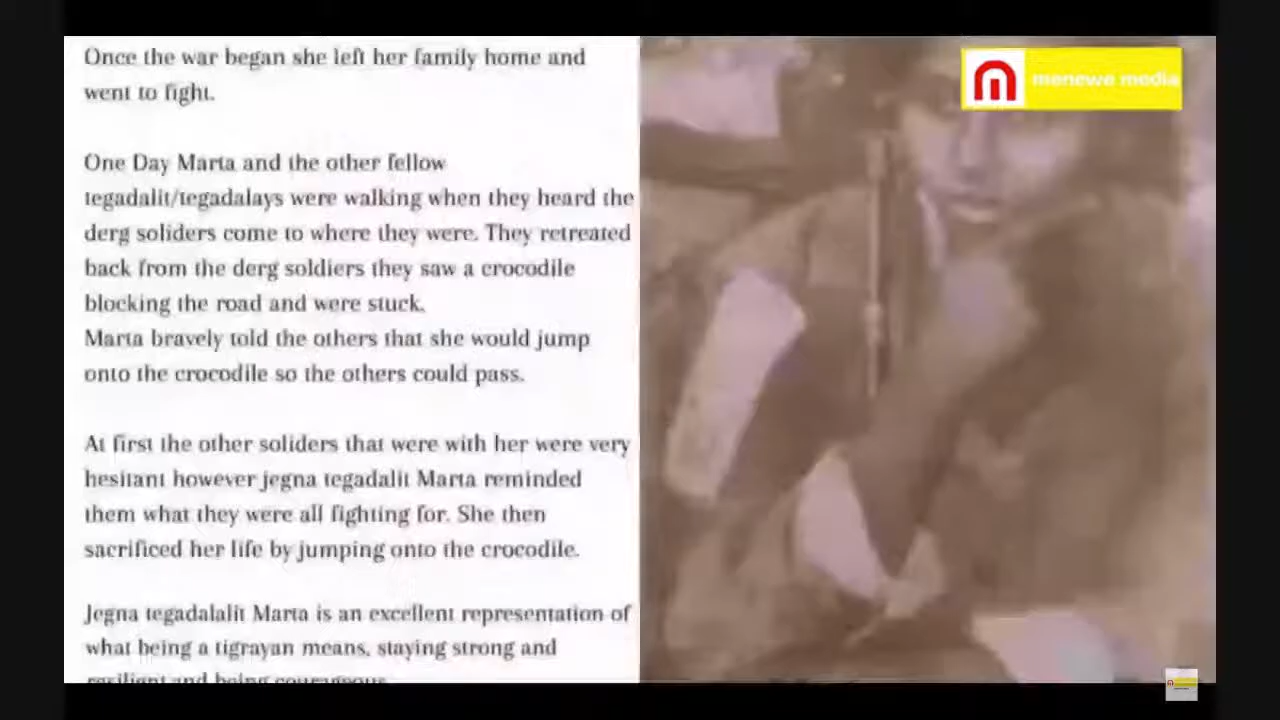 Once the war began she left her family home and
went to fight.
One Day Marta and the other fellow
tegadalit/tegadalays were walking when they heard the
derg soliders come to where they were. They retreated
back from the derg soldiers they saw a crocodile
blocking the road and were stuck.
Marta bravely told the others that she would jump
onto the crocodile so the others could pass.
At first the other soliders that were with her were very
hesitant however jegna tegadalit Marta reminded
them what they were all fighting for. She then
sacrificed her life by jumping onto the crocodile.
Jegna tegadalalit Marta is an excellent representation of
what being a tigrayan means, staying strong and
resilient and being courageous
menewe media